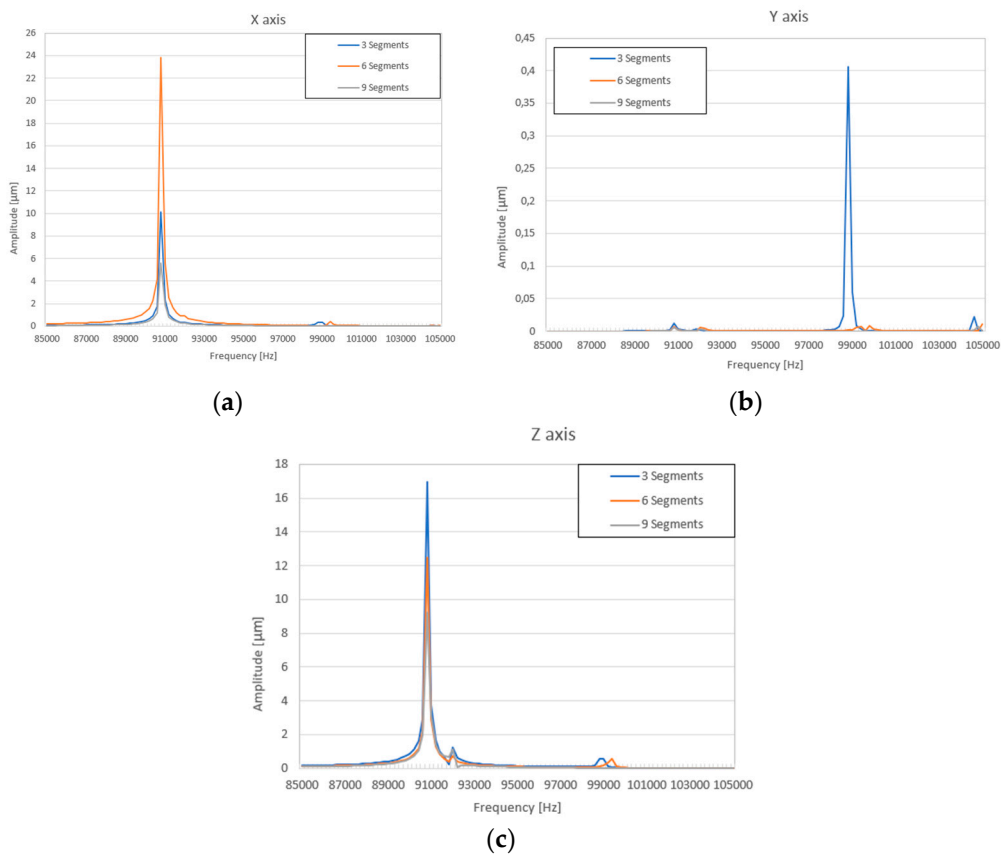 X axis
26
24
22
20
18
16
14
12
10
8
6
4
2
0
Amplitude [µm]
3 Segments
6 Segments
9 Segments
85000 87000 89000 91000 93000 95000 97000 99000 101000 103000 105000
Frequency [Hz]
(a)
Y axis
0,45
0,4
0,35
0,3
0,25
0,2
0,15
0,1
0,05
0
Amplitude [µm]
3 Segments
6 Segments
9 Segments
85000 87000 89000 91000 93000 95000 97000 99000 101000 103000 105000
Frequency [Hz]
(b)
Z axis
18
16
14
12
10
8
6
4
2
0
Amplitude [µm]
3 Segments
6 Segments
9 Segments
85000 87000 89000 91000 93000 95000 99000 101000 103000 105000
Frequency [Hz]
(c)